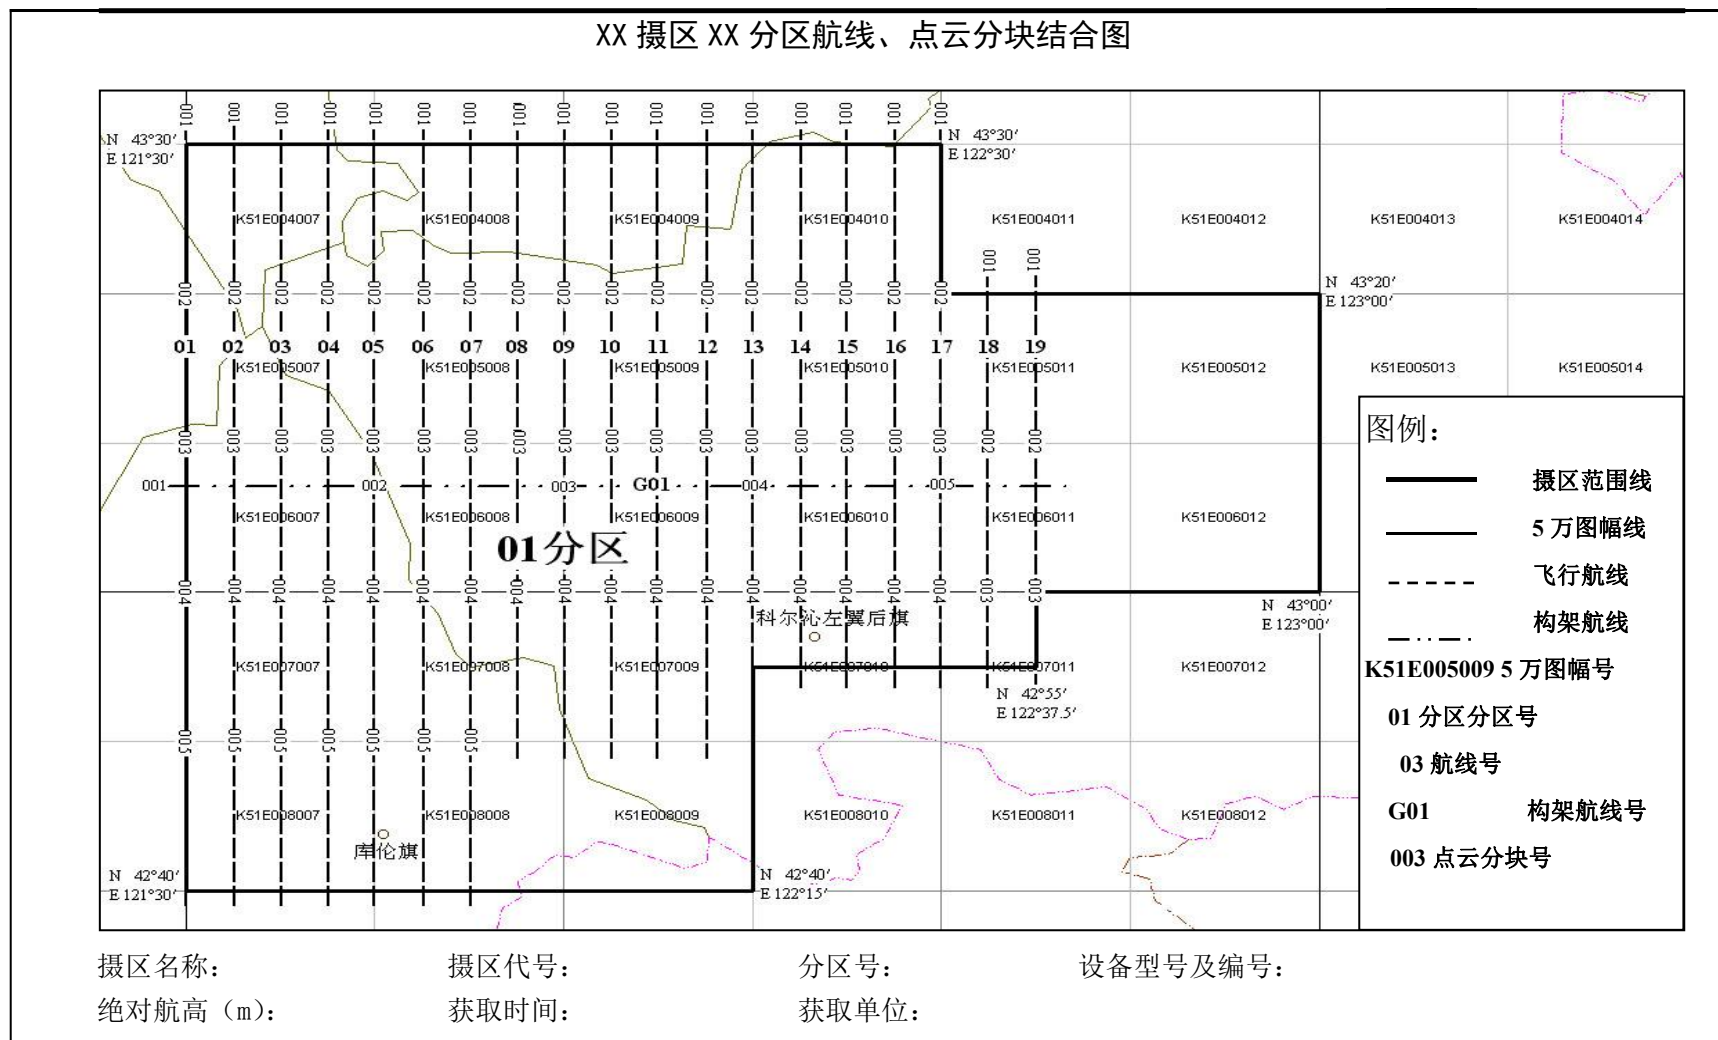 XX 摄区 XX 分区航线、点云分块结合图
001 001 001 001 001 001 001 001 001 001 001 001 001 001 001 001 001
N 43°30′
E 121°30′
N 43°30′
E 122°30′
K51E004007 K51E004008 K51E004009 K51E004010 K51E004011 K51E004012 K51E004013 K51E004014
001 001
N 43°20′
E 123°00′
002 002 002 002 002 002 002 002 002 002 002 002 002 002 002 002 002
01 02 03 04 05 06 07 08 09 10 11 12 13 14 15 16 17 18 19
K51E005007 K51E005008 K51E005009 K51E005010 K51E005011 K51E005012 K51E005013 K51E005014
003 003 003 003 003 003 003 003 003 003 003 003 003 003 003 003 003 002 002
001 002 003 G01 004 005
K51E006007 K51E006008 K51E006009 K51E006010 K51E006011 K51E006012
01分区
004 004 004 004 004 004 004 004 004 004 004 004 004 004 004 004 004 003 003
N 43°00′
E 123°00′
科尔沁左翼后旗
K51E007007 K51E007008 K51E007009 K51E007010 K51E007011 K51E007012
N 42°55′
E 122°37.5′
005 005 005 005 005 005 005
K51E008007 K51E008008 K51E008009 K51E008010 K51E008011 K51E008012
库伦旗
N 42°40′
E 121°30′
N 42°40′
E 122°15′
图例：
摄区范围线
5 万图幅线
飞行航线
构架航线
K51E005009 5 万图幅号
01 分区分区号
03 航线号
G01 构架航线号
003 点云分块号
摄区名称： 摄区代号： 分区号： 设备型号及编号：
绝对航高（m）： 获取时间： 获取单位：